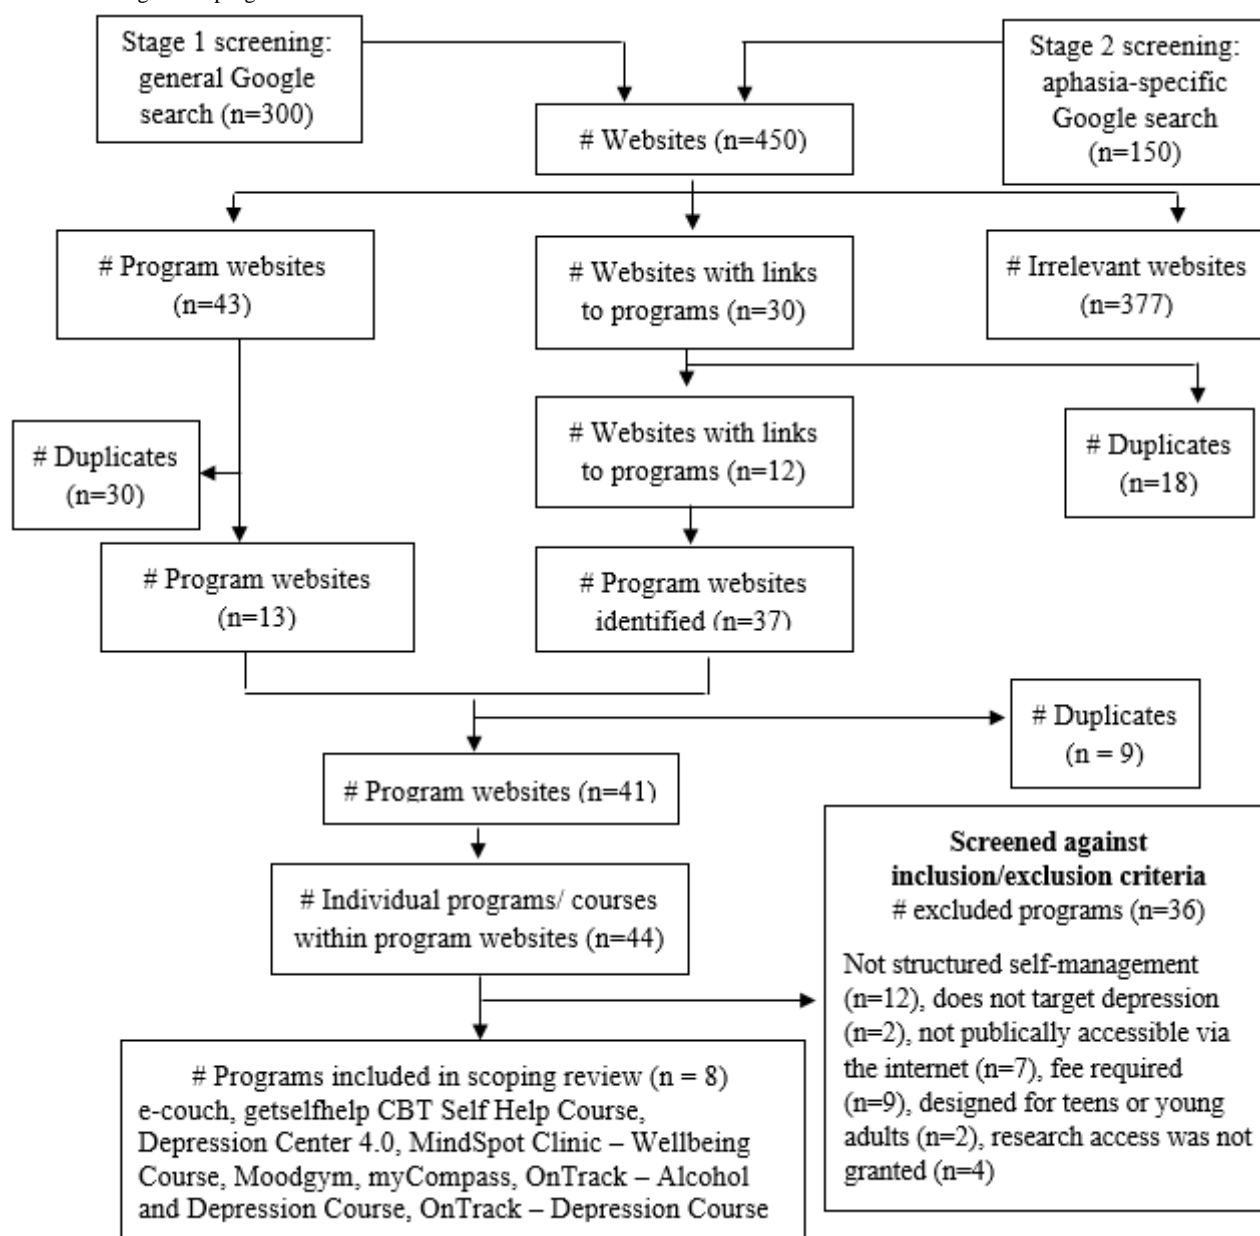 Stage 1 screening:
general Google
search (n=300)
Stage 2 screening:
aphasia-specific
Google search
(n=150)
# Websites (n=450)
# Program websites
(n=43)
# Websites with links
to programs (n=30)
# Irrelevant websites
(n=377)
# Duplicates
(n=30)
# Websites with links
to programs (n=12)
# Duplicates
(n=18)
# Program websites
(n=13)
# Program websites
identified (n=37)
# Duplicates
(n = 9)
# Program websites (n=41)
# Individual programs/ courses
within program websites (n=44)
Screened against
inclusion/exclusion criteria
# excluded programs (n=36)
Not structured self-management
(n=12), does not target depression
(n=2), not publically accessible via
the internet (n=7), fee required
(n=9), designed for teens or young
adults (n=2), research access was not
granted (n=4)
# Programs included in scoping review (n = 8)
e-couch, getselfhelp CBT Self Help Course,
Depression Center 4.0, MindSpot Clinic – Wellbeing
Course, Moodgym, myCompass, OnTrack – Alcohol
and Depression Course, OnTrack – Depression Course